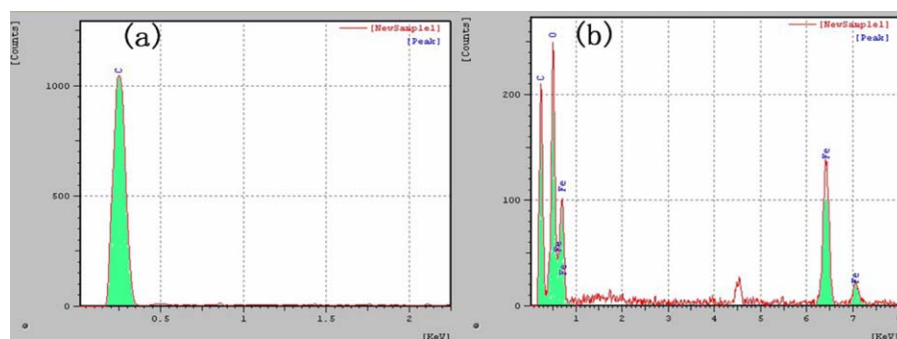 (a)
[Counts]
[NewSample1]
[Peak]
C
1000
500
0
0.5
1
1.5
2
[KeV]
(b)
[Counts]
[NewSample1]
[Peak]
C
O
Fe
Fe
Fe
Fe
Fe
200
100
0
1
2
3
4
5
6
7
[KeV]